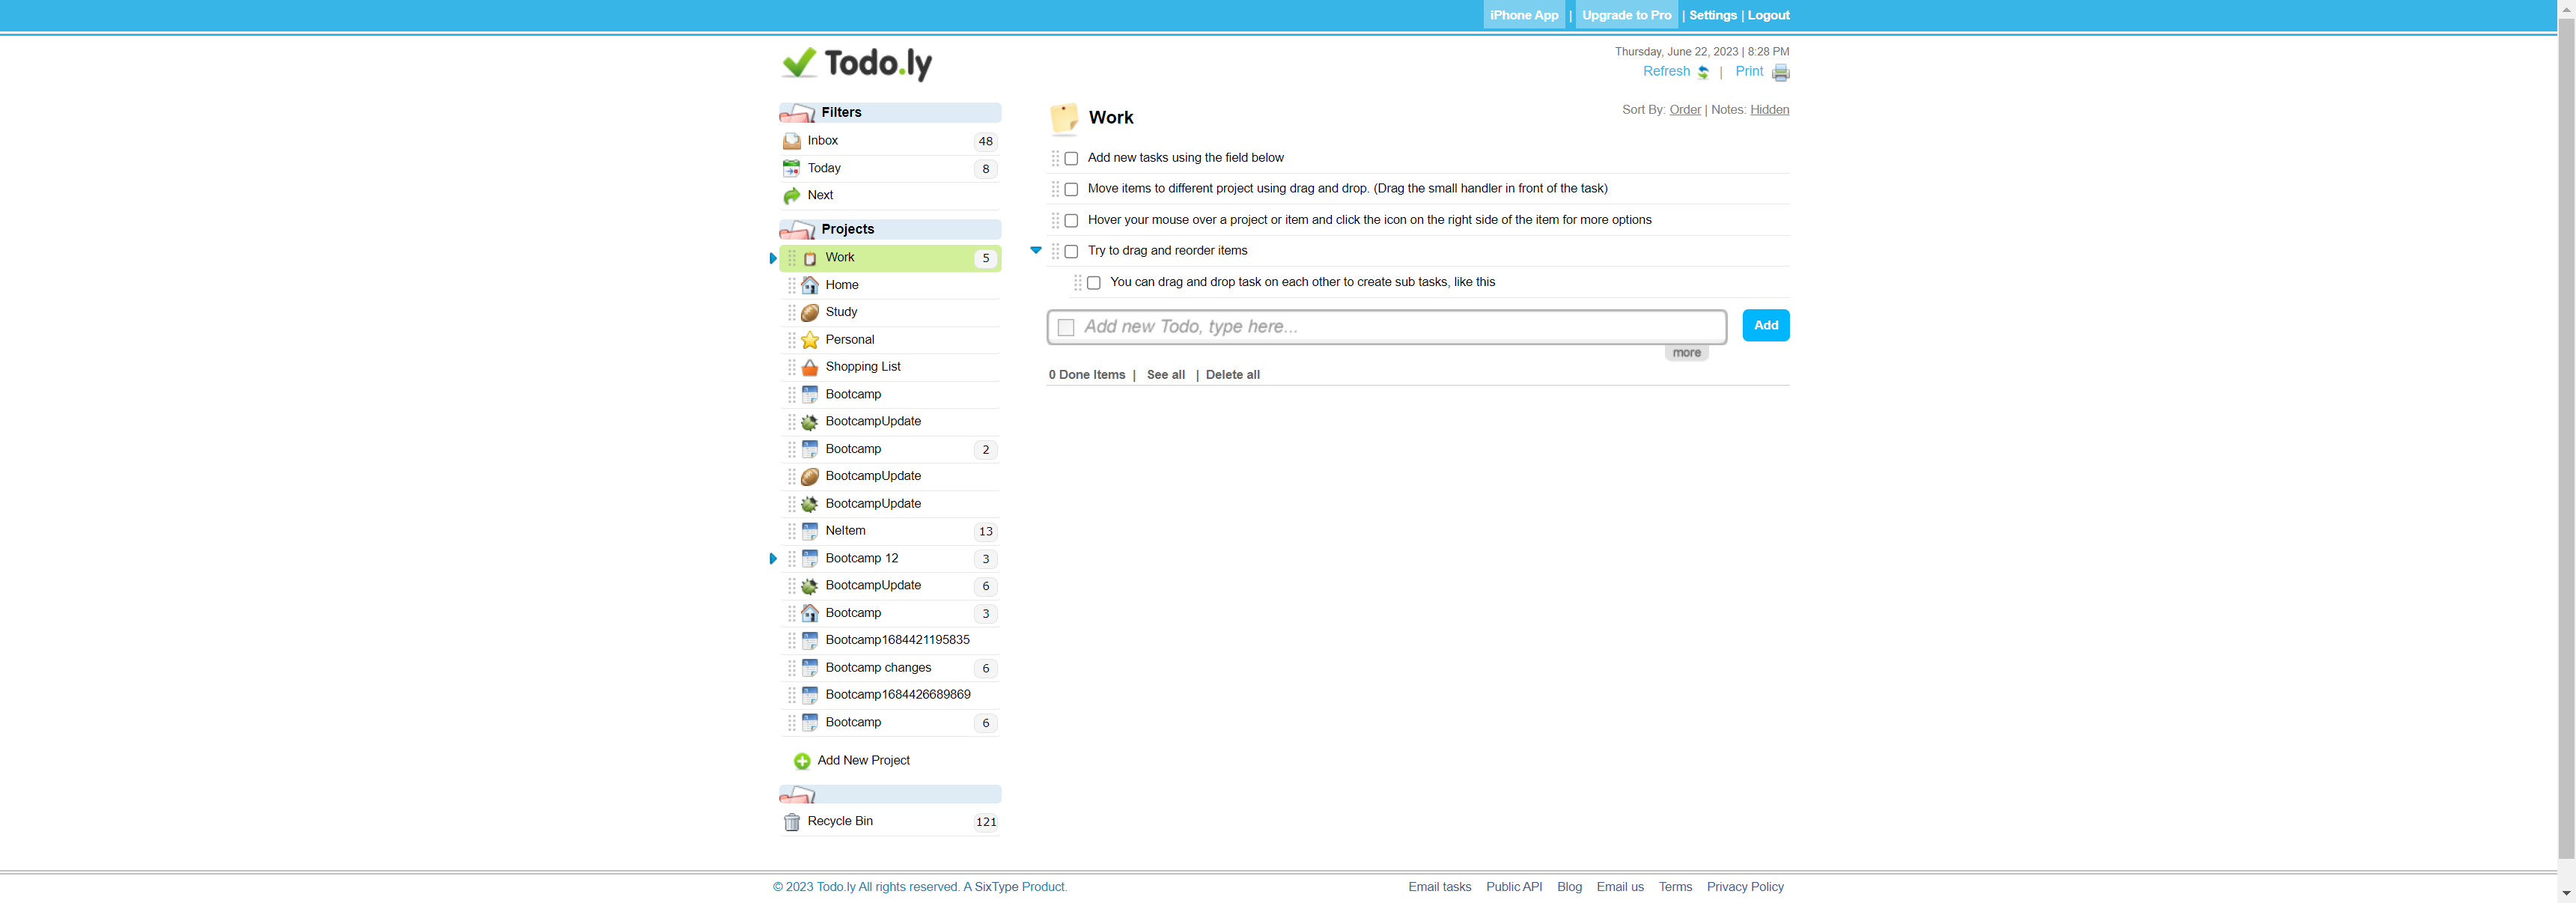 iPhone App | Upgrade to Pro | Settings | Logout
Todo.ly
Thursday, June 22, 2023 | 8:28 PM
Refresh | Print
Filters
Inbox 48
Today 8
Next
Projects
Work 5
Home
Study
Personal
Shopping List
Bootcamp
BootcampUpdate
Bootcamp 2
BootcampUpdate
BootcampUpdate
NeItem 13
Bootcamp 12 3
BootcampUpdate 6
Bootcamp 3
Bootcamp1684421195835
Bootcamp changes 6
Bootcamp1684426689869
Bootcamp 6
Add New Project
Recycle Bin 121
Work
Sort By: Order | Notes: Hidden
Add new tasks using the field below
Move items to different project using drag and drop. (Drag the small handler in front of the task)
Hover your mouse over a project or item and click the icon on the right side of the item for more options
Try to drag and reorder items
You can drag and drop task on each other to create sub tasks, like this
Add new Todo, type here...
Add
more
0 Done Items | See all | Delete all
© 2023 Todo.ly All rights reserved. A SixType Product.
Email tasks Public API Blog Email us Terms Privacy Policy